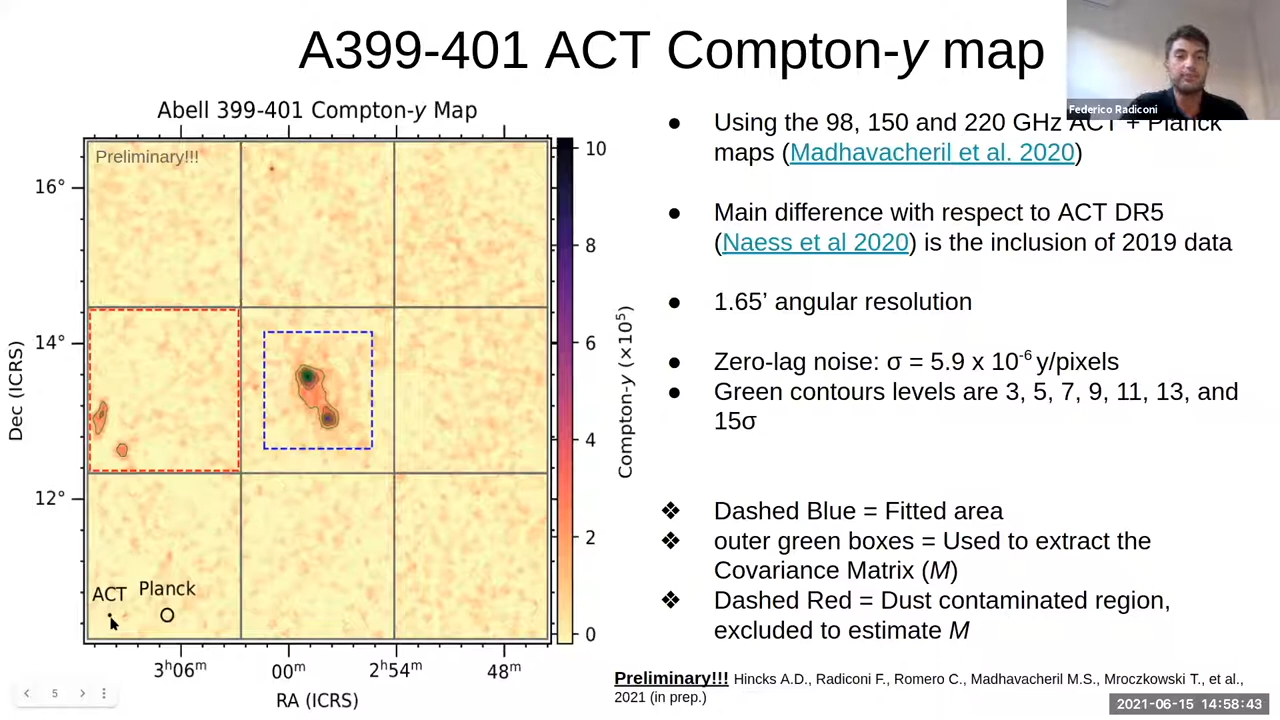 A399-401 ACT Compton-y map
Federico Radiconi
Abell 399-401 Compton-y Map
Preliminary!!!
16°
14°
12°
Dec (ICRS)
ACT Planck
3ʰ06ᵐ 00ᵐ 2ʰ54ᵐ 48ᵐ
RA (ICRS)
10
8
6
4
2
0
Compton-y (×10⁵)
● Using the 98, 150 and 220 GHz ACT + Planck
maps (Madhavacheril et al. 2020)
● Main difference with respect to ACT DR5
(Naess et al 2020) is the inclusion of 2019 data
● 1.65’ angular resolution
● Zero-lag noise: σ = 5.9 x 10⁻⁶ y/pixels
● Green contours levels are 3, 5, 7, 9, 11, 13, and
15σ
❖ Dashed Blue = Fitted area
❖ outer green boxes = Used to extract the
Covariance Matrix (M)
❖ Dashed Red = Dust contaminated region,
excluded to estimate M
Preliminary!!! Hincks A.D., Radiconi F., Romero C., Madhavacheril M.S., Mroczkowski T., et al.,
2021 (in prep.)
5
2021-06-15 14:58:43